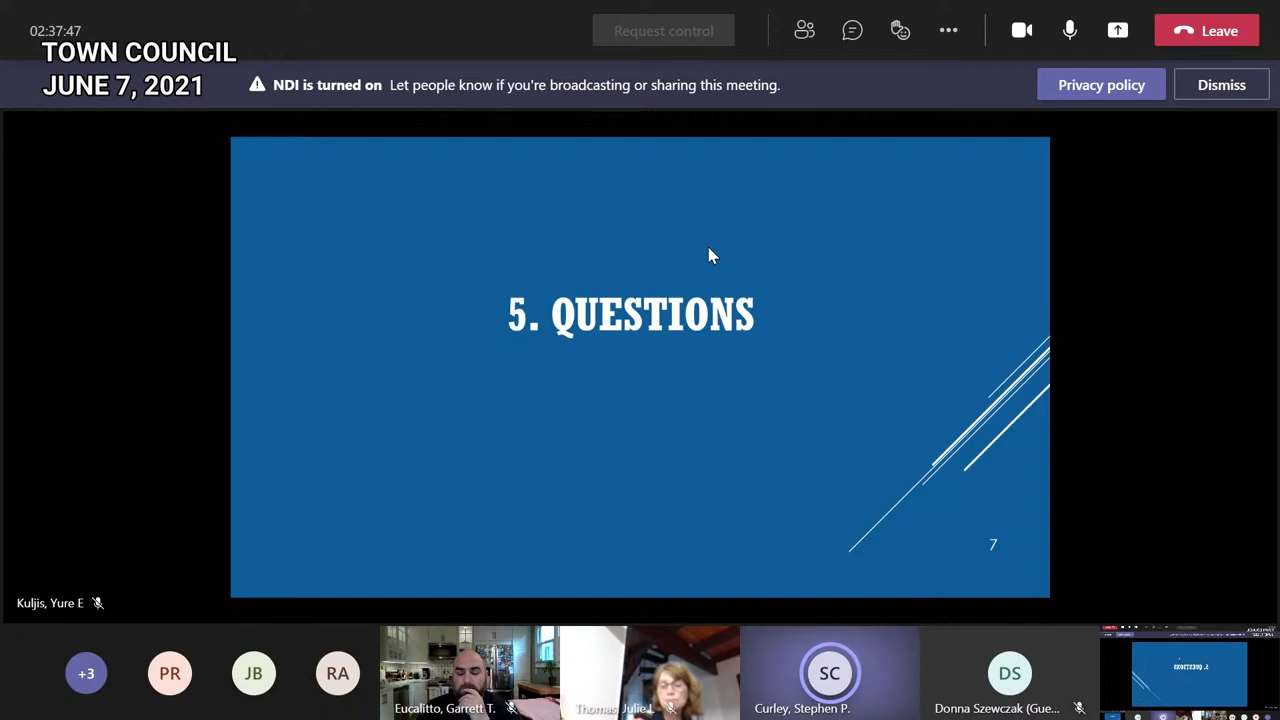 02:37:47
Request control
Leave
TOWN COUNCIL
JUNE 7, 2021
NDI is turned on Let people know if you're broadcasting or sharing this meeting.
Privacy policy
Dismiss
5. QUESTIONS
7
Kuljis, Yure E
+3
PR
JB
RA
Eucalitto, Garrett T.
Thomas, Julie L
SC
Curley, Stephen P.
DS
Donna Szewczak (Gue...